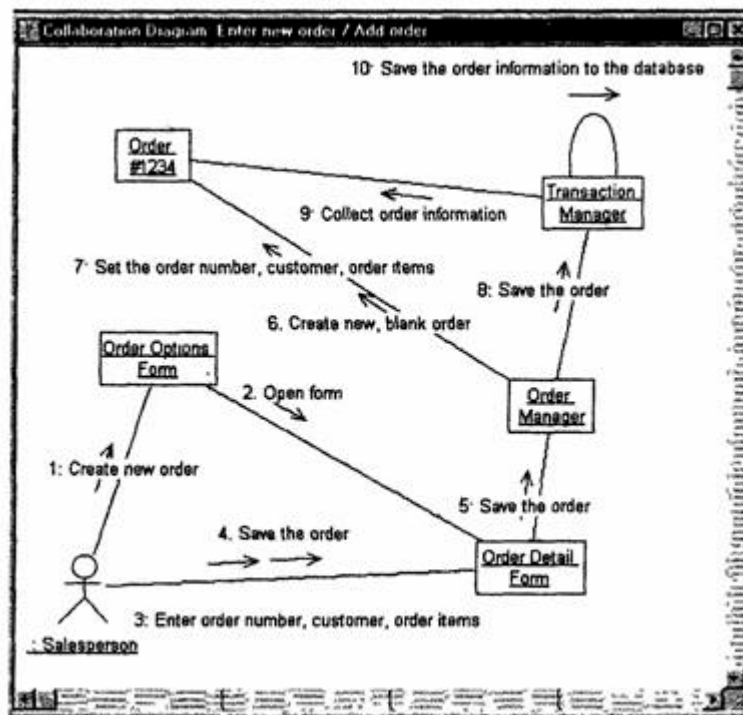 Collaboration Diagram: Enter new order / Add order
10: Save the order information to the database
Order
#1234
Transaction
Manager
9: Collect order information
7: Set the order number, customer, order items
8: Save the order
6. Create new, blank order
Order Options
Form
2. Open form
Order
Manager
1: Create new order
5: Save the order
4. Save the order
Order Detail
Form
3: Enter order number, customer, order items
: Salesperson